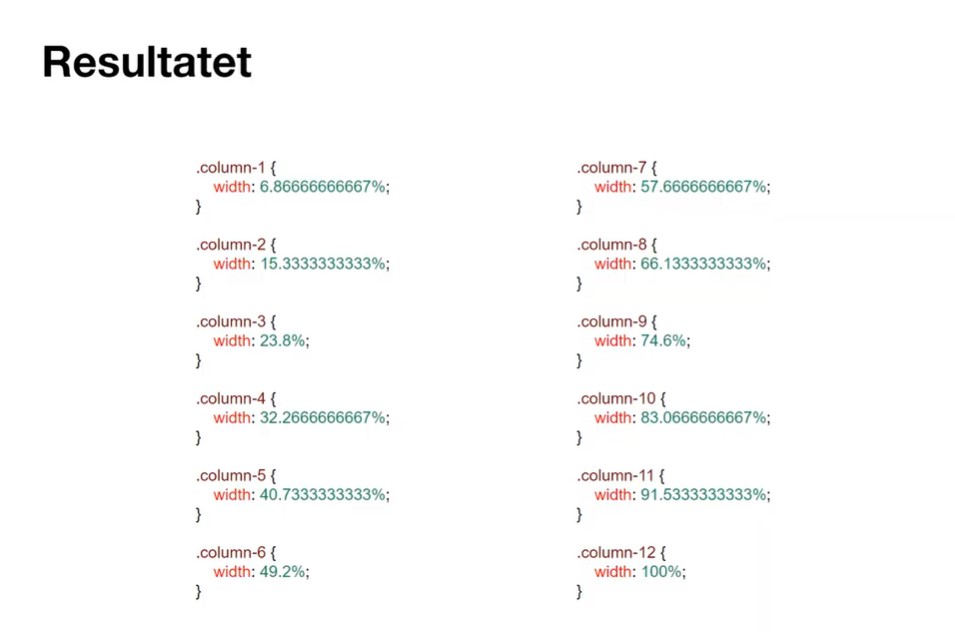 Resultatet
.column-1 {
width: 6.86666666667%;
}
.column-2 {
width: 15.3333333333%;
}
.column-3 {
width: 23.8%;
}
.column-4 {
width: 32.2666666667%;
}
.column-5 {
width: 40.7333333333%;
}
.column-6 {
width: 49.2%;
}
.column-7 {
width: 57.6666666667%;
}
.column-8 {
width: 66.1333333333%;
}
.column-9 {
width: 74.6%;
}
.column-10 {
width: 83.0666666667%;
}
.column-11 {
width: 91.5333333333%;
}
.column-12 {
width: 100%;
}